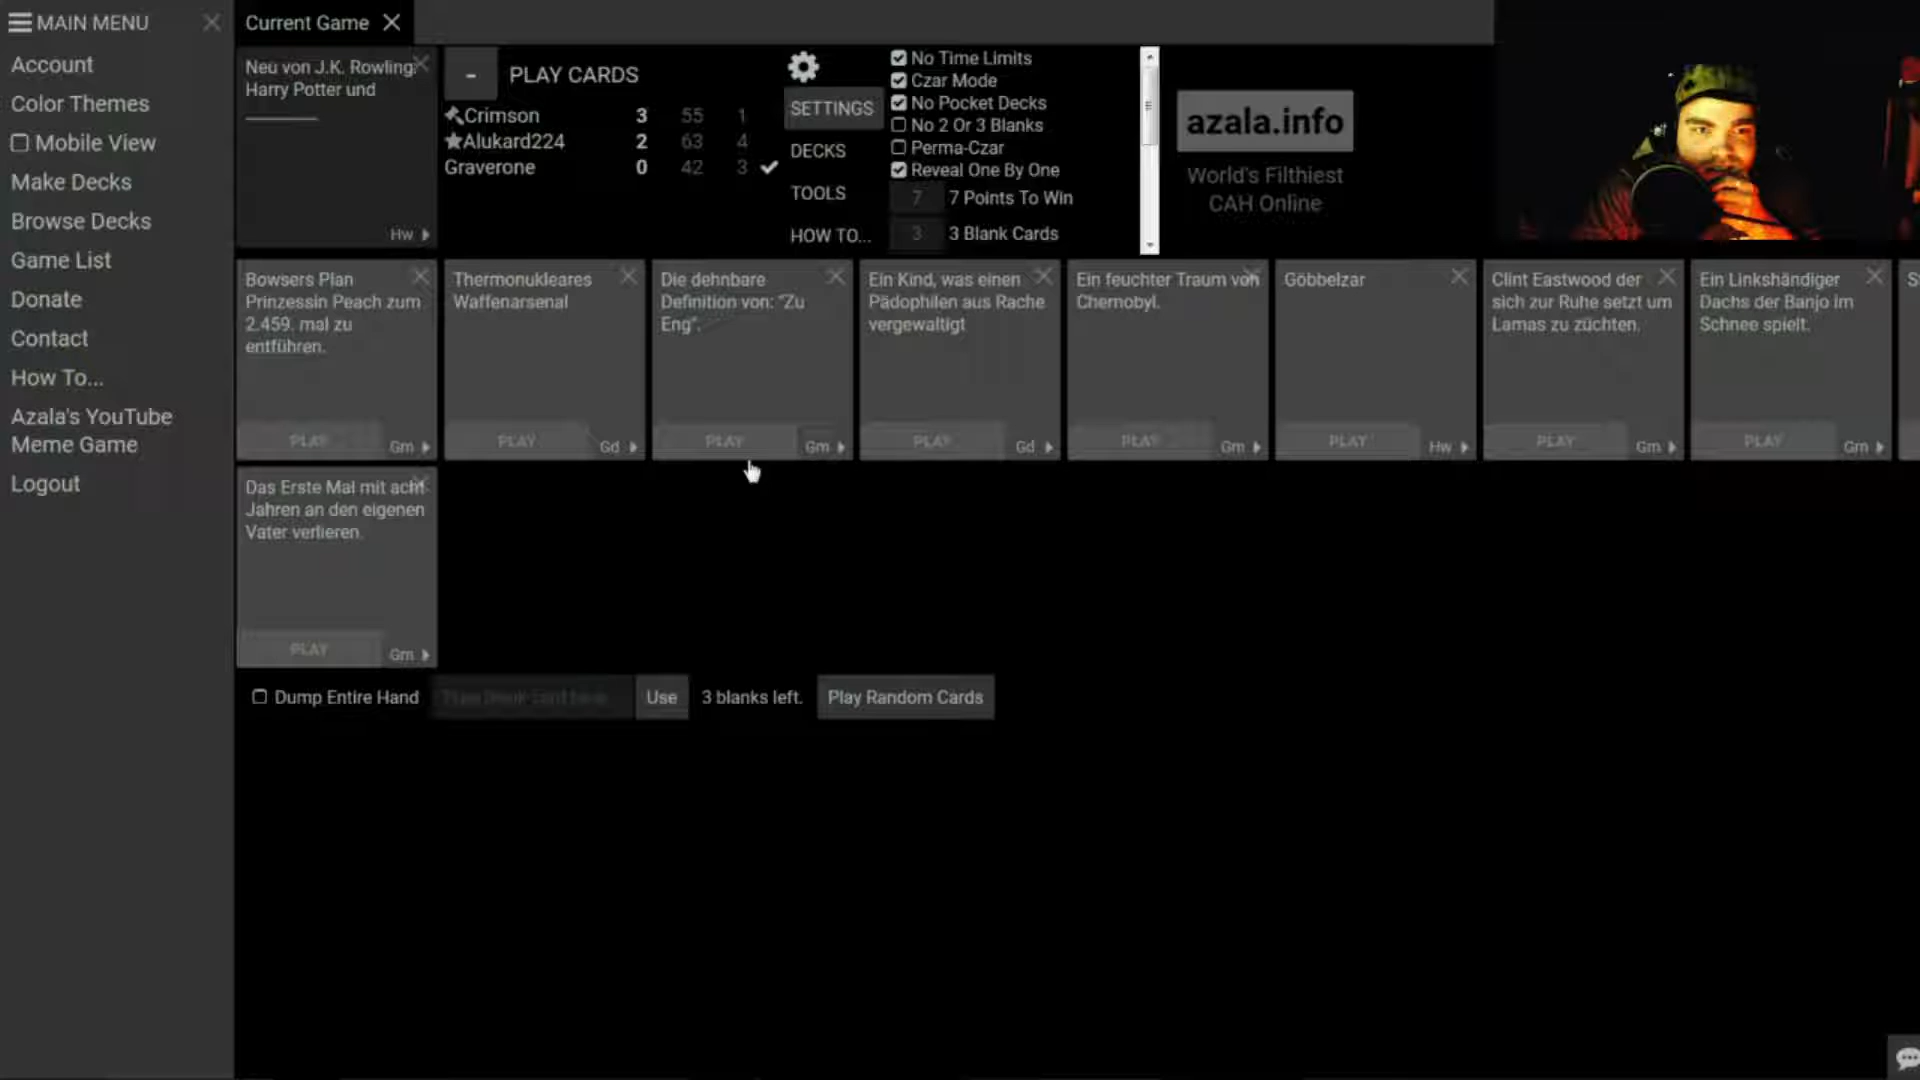 MAIN MENU
Account
Color Themes
Mobile View
Make Decks
Browse Decks
Game List
Donate
Contact
How To...
Azala's YouTube
Meme Game
Logout
Current Game
Neu von J.K. Rowling:
Harry Potter und
Hw
- PLAY CARDS
Crimson 3 55 1
Alukard224 2 63 4
Graverone 0 42 3
SETTINGS
DECKS
TOOLS
HOW TO...
No Time Limits
Czar Mode
No Pocket Decks
No 2 Or 3 Blanks
Perma-Czar
Reveal One By One
7 7 Points To Win
3 3 Blank Cards
azala.info
World's Filthiest
CAH Online
Bowsers Plan
Prinzessin Peach zum
2.459. mal zu
entführen.
PLAY Gm
Thermonukleares
Waffenarsenal
PLAY Gd
Die dehnbare
Definition von: "Zu
Eng".
PLAY Gm
Ein Kind, was einen
Pädophilen aus Rache
vergewaltigt
PLAY Gd
Ein feuchter Traum von
Chernobyl.
PLAY Gm
Göbbelzar
PLAY Hw
Clint Eastwood der
sich zur Ruhe setzt um
Lamas zu züchten.
PLAY Gm
Ein Linkshändiger
Dachs der Banjo im
Schnee spielt.
PLAY Gm
S
Das Erste Mal mit acht
Jahren an den eigenen
Vater verlieren.
PLAY Gm
Dump Entire Hand
Use
3 blanks left.
Play Random Cards